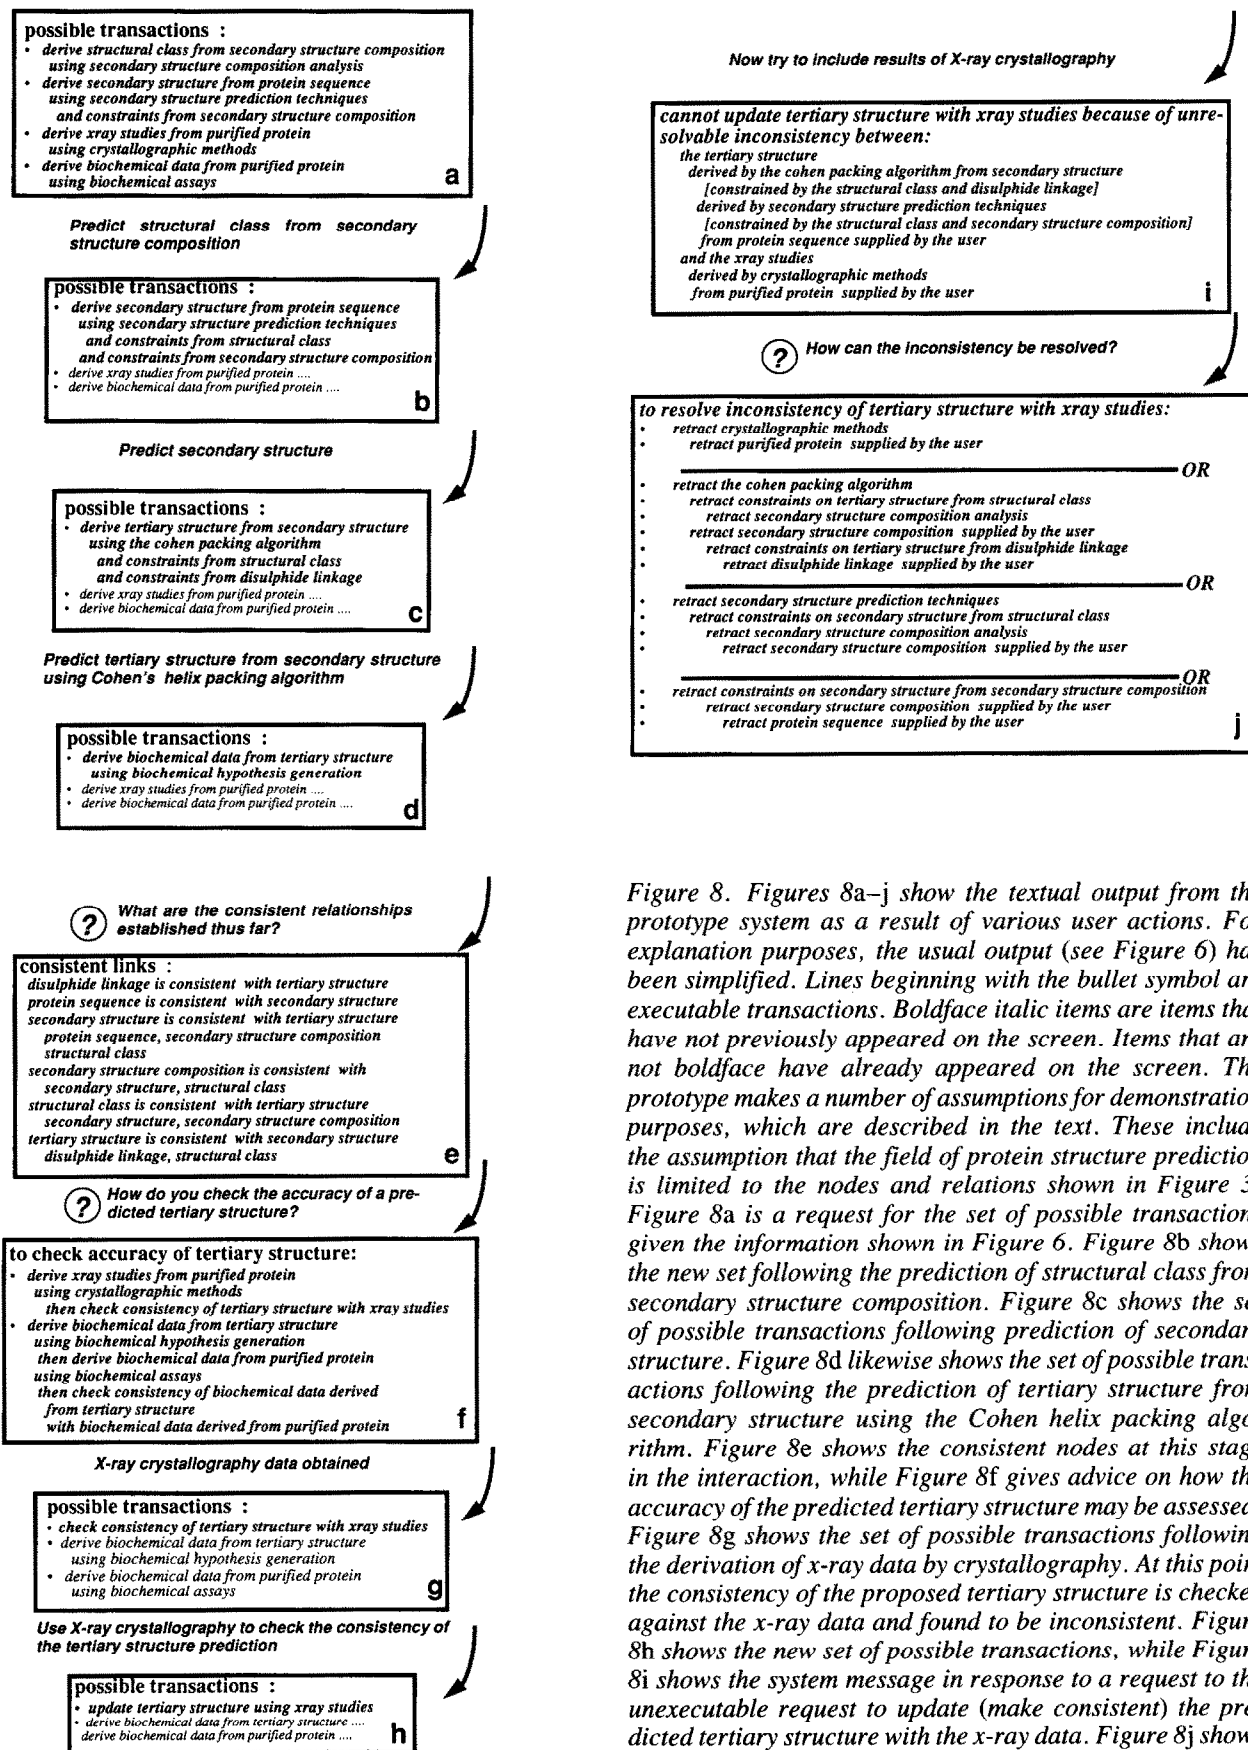 possible transactions :
• derive structural class from secondary structure composition
using secondary structure composition analysis
• derive secondary structure from protein sequence
using secondary structure prediction techniques
and constraints from secondary structure composition
• derive xray studies from purified protein
using crystallographic methods
• derive biochemical data from purified protein
using biochemical assays
a
Predict structural class from secondary
structure composition
possible transactions :
• derive secondary structure from protein sequence
using secondary structure prediction techniques
and constraints from structural class
and constraints from secondary structure composition
• derive xray studies from purified protein ....
• derive biochemical data from purified protein ....
b
Predict secondary structure
possible transactions :
• derive tertiary structure from secondary structure
using the cohen packing algorithm
and constraints from structural class
and constraints from disulphide linkage
• derive xray studies from purified protein ....
• derive biochemical data from purified protein ....
c
Predict tertiary structure from secondary structure
using Cohen's helix packing algorithm
possible transactions :
• derive biochemical data from tertiary structure
using biochemical hypothesis generation
• derive xray studies from purified protein ....
• derive biochemical data from purified protein ....
d
? What are the consistent relationships
established thus far?
consistent links :
disulphide linkage is consistent with tertiary structure
protein sequence is consistent with secondary structure
secondary structure is consistent with tertiary structure
protein sequence, secondary structure composition
structural class
secondary structure composition is consistent with
secondary structure, structural class
structural class is consistent with tertiary structure
secondary structure, secondary structure composition
tertiary structure is consistent with secondary structure
disulphide linkage, structural class
e
? How do you check the accuracy of a pre-
dicted tertiary structure?
to check accuracy of tertiary structure:
• derive xray studies from purified protein
using crystallographic methods
then check consistency of tertiary structure with xray studies
• derive biochemical data from tertiary structure
using biochemical hypothesis generation
then derive biochemical data from purified protein
using biochemical assays
then check consistency of biochemical data derived
from tertiary structure
with biochemical data derived from purified protein
f
X-ray crystallography data obtained
possible transactions :
• check consistency of tertiary structure with xray studies
• derive biochemical data from tertiary structure
using biochemical hypothesis generation
• derive biochemical data from purified protein
using biochemical assays
g
Use X-ray crystallography to check the consistency of
the tertiary structure prediction
possible transactions :
• update tertiary structure using xray studies
• derive biochemical data from tertiary structure ....
derive biochemical data from purified protein ....
h
Now try to include results of X-ray crystallography
cannot update tertiary structure with xray studies because of unre-
solvable inconsistency between:
the tertiary structure
derived by the cohen packing algorithm from secondary structure
[constrained by the structural class and disulphide linkage]
derived by secondary structure prediction techniques
[constrained by the structural class and secondary structure composition]
from protein sequence supplied by the user
and the xray studies
derived by crystallographic methods
from purified protein supplied by the user
i
? How can the inconsistency be resolved?
to resolve inconsistency of tertiary structure with xray studies:
• retract crystallographic methods
• retract purified protein supplied by the user
OR
• retract the cohen packing algorithm
• retract constraints on tertiary structure from structural class
• retract secondary structure composition analysis
• retract secondary structure composition supplied by the user
• retract constraints on tertiary structure from disulphide linkage
• retract disulphide linkage supplied by the user
OR
• retract secondary structure prediction techniques
• retract constraints on secondary structure from structural class
• retract secondary structure composition analysis
• retract secondary structure composition supplied by the user
OR
• retract constraints on secondary structure from secondary structure composition
• retract secondary structure composition supplied by the user
• retract protein sequence supplied by the user
j
Figure 8. Figures 8a–j show the textual output from th
prototype system as a result of various user actions. Fo
explanation purposes, the usual output (see Figure 6) ha
been simplified. Lines beginning with the bullet symbol ar
executable transactions. Boldface italic items are items tha
have not previously appeared on the screen. Items that ar
not boldface have already appeared on the screen. Th
prototype makes a number of assumptions for demonstratio
purposes, which are described in the text. These includ
the assumption that the field of protein structure predictio
is limited to the nodes and relations shown in Figure 3
Figure 8a is a request for the set of possible transaction
given the information shown in Figure 6. Figure 8b show
the new set following the prediction of structural class from
secondary structure composition. Figure 8c shows the se
of possible transactions following prediction of secondar
structure. Figure 8d likewise shows the set of possible trans
actions following the prediction of tertiary structure from
secondary structure using the Cohen helix packing algo
rithm. Figure 8e shows the consistent nodes at this stag
in the interaction, while Figure 8f gives advice on how th
accuracy of the predicted tertiary structure may be assessed
Figure 8g shows the set of possible transactions followin
the derivation of x-ray data by crystallography. At this poin
the consistency of the proposed tertiary structure is checke
against the x-ray data and found to be inconsistent. Figur
8h shows the new set of possible transactions, while Figur
8i shows the system message in response to a request to th
unexecutable request to update (make consistent) the pre
dicted tertiary structure with the x-ray data. Figure 8j show